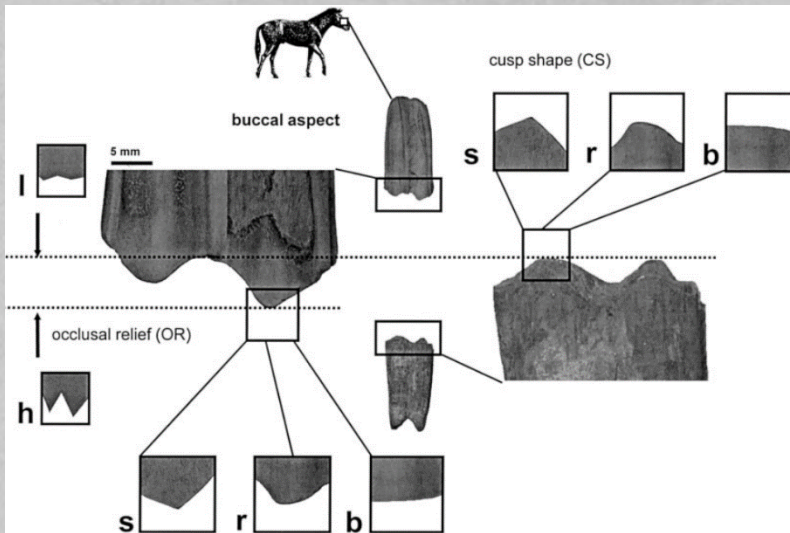 cusp shape (CS)
buccal aspect
s
r
b
5 mm
l
occlusal relief (OR)
h
s
r
b